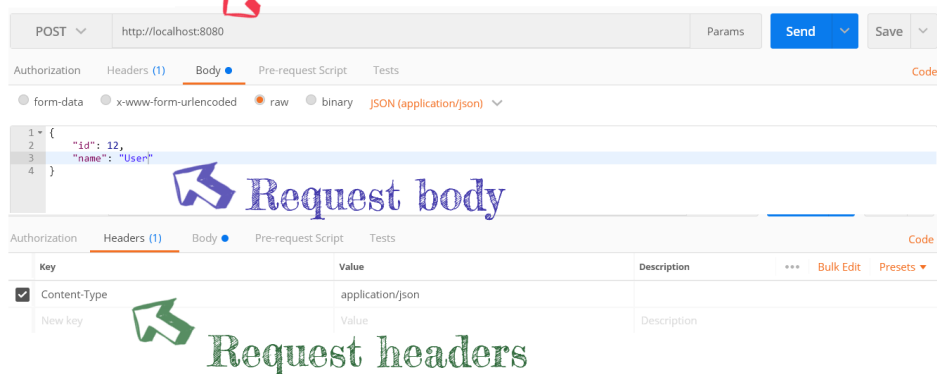 POST http://localhost:8080 Params Send Save
Authorization Headers (1) Body Pre-request Script Tests Code
form-data x-www-form-urlencoded raw binary JSON (application/json)
1 {
2 "id": 12,
3 "name": "User"
4 }
Request body
Authorization Headers (1) Body Pre-request Script Tests Code
Key Value Description ••• Bulk Edit Presets
Content-Type application/json
New key Value Description
Request headers